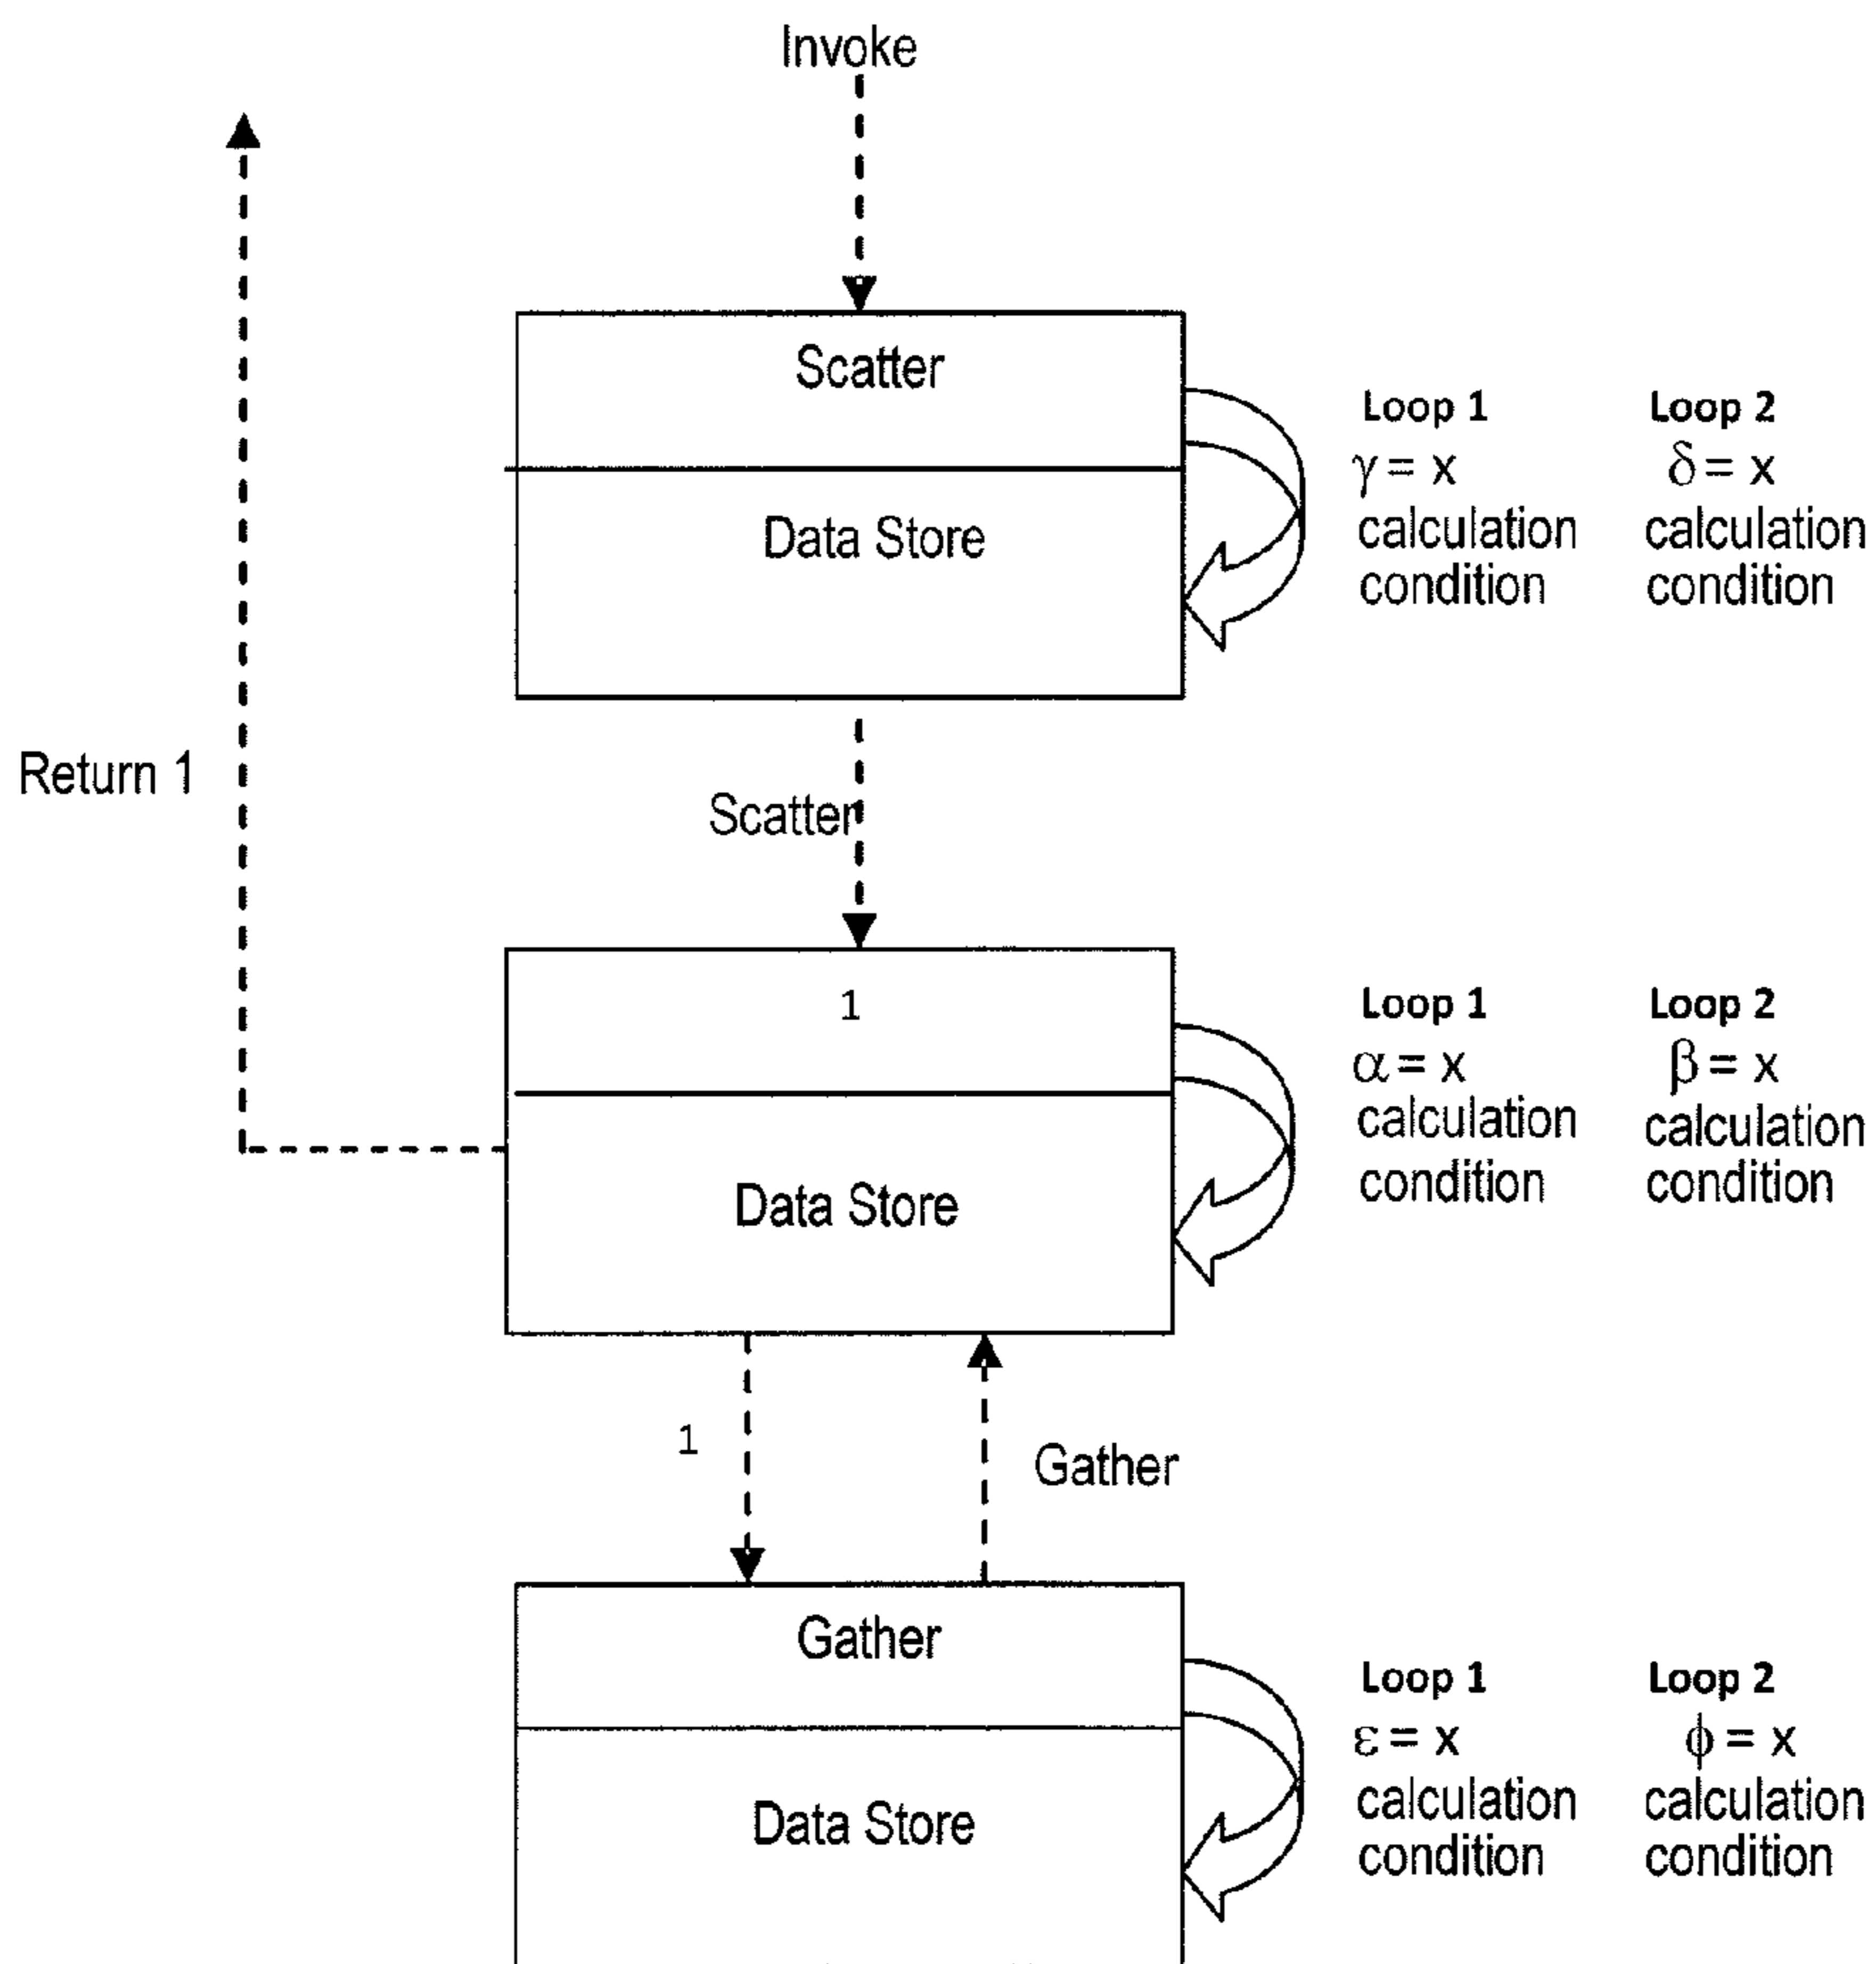 Invoke
Scatter
Data Store
Loop 1
γ = x
calculation
condition
Loop 2
δ = x
calculation
condition
Return 1
Scatter
1
Data Store
Loop 1
α = x
calculation
condition
Loop 2
β = x
calculation
condition
1
Gather
Gather
Data Store
Loop 1
ε = x
calculation
condition
Loop 2
ϕ = x
calculation
condition